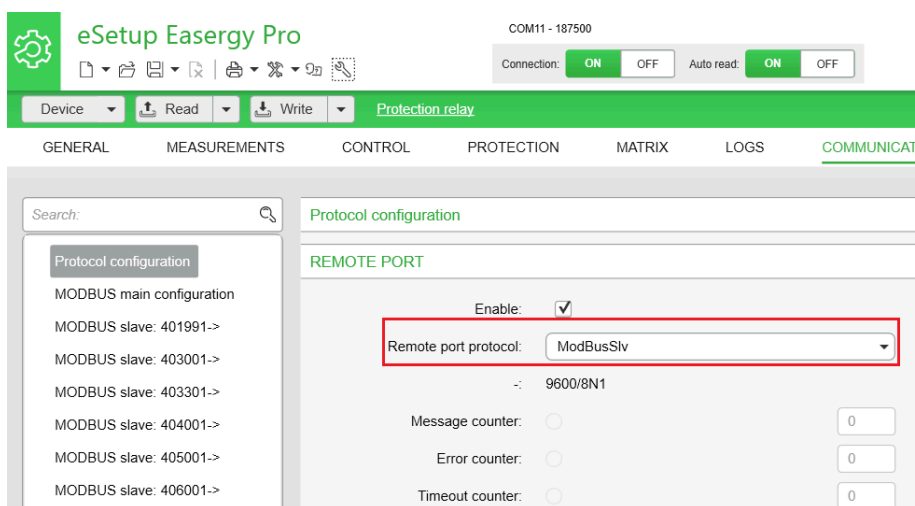 eSetup Easergy Pro
COM11 - 187500
Connection: ON OFF Auto read: ON OFF
Device Read Write Protection relay
GENERAL MEASUREMENTS CONTROL PROTECTION MATRIX LOGS COMMUNICAT
Search:
Protocol configuration
MODBUS main configuration
MODBUS slave: 401991->
MODBUS slave: 403001->
MODBUS slave: 403301->
MODBUS slave: 404001->
MODBUS slave: 405001->
MODBUS slave: 406001->
Protocol configuration
REMOTE PORT
Enable:
Remote port protocol: ModBusSlv
-: 9600/8N1
Message counter: 0
Error counter: 0
Timeout counter: 0